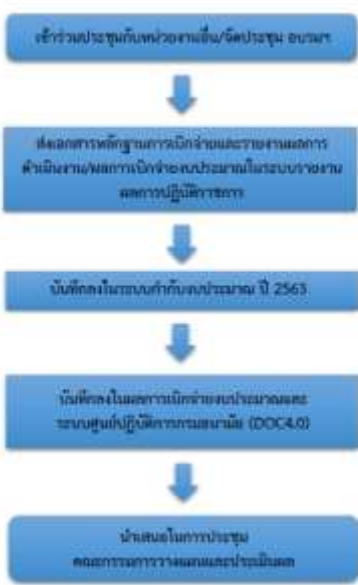 เข้าร่วมประชุมกับหน่วยงานอื่น/จัดประชุม อบรมฯ
ส่งเอกสารหลักฐานการเบิกจ่ายและรายงานผลการ
ดำเนินงาน/ผลการเบิกจ่ายงบประมาณในระบบรายงาน
ผลการปฏิบัติราชการ
บันทึกลงในระบบกำกับงบประมาณ ปี 2563
บันทึกลงในผลการเบิกจ่ายงบประมาณและ
ระบบศูนย์ปฏิบัติการกรมอนามัย (DOC4.0)
นำเสนอในการประชุม
คณะกรรมการวางแผนและประเมินผล